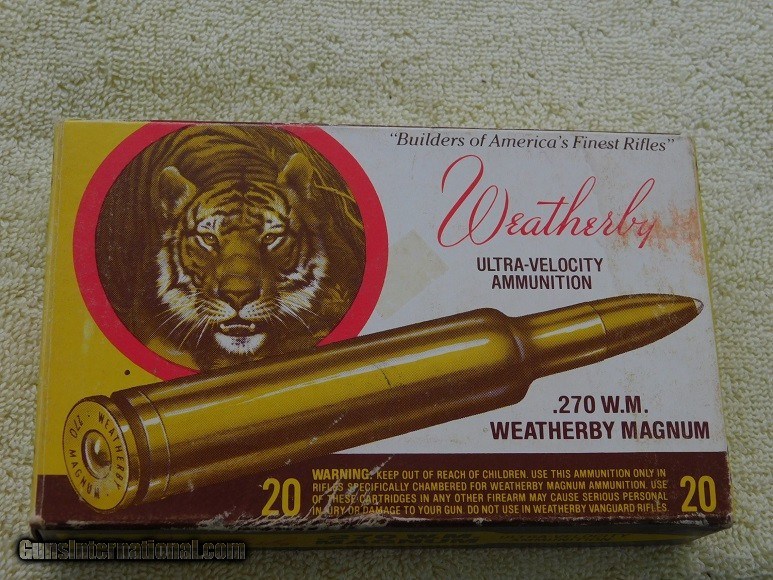 "Builders of America's Finest Rifles"
Weatherby
ULTRA-VELOCITY
AMMUNITION
.270 W.M.
WEATHERBY MAGNUM
270 - WEATHERBY - MAGNUM
20
WARNING: KEEP OUT OF REACH OF CHILDREN. USE THIS AMMUNITION ONLY IN
RIFLES SPECIFICALLY CHAMBERED FOR WEATHERBY MAGNUM AMMUNITION. USE
OF THESE CARTRIDGES IN ANY OTHER FIREARM MAY CAUSE SERIOUS PERSONAL
INJURY OR DAMAGE TO YOUR GUN. DO NOT USE IN WEATHERBY VANGUARD RIFLES.
20
GunsInternational.com